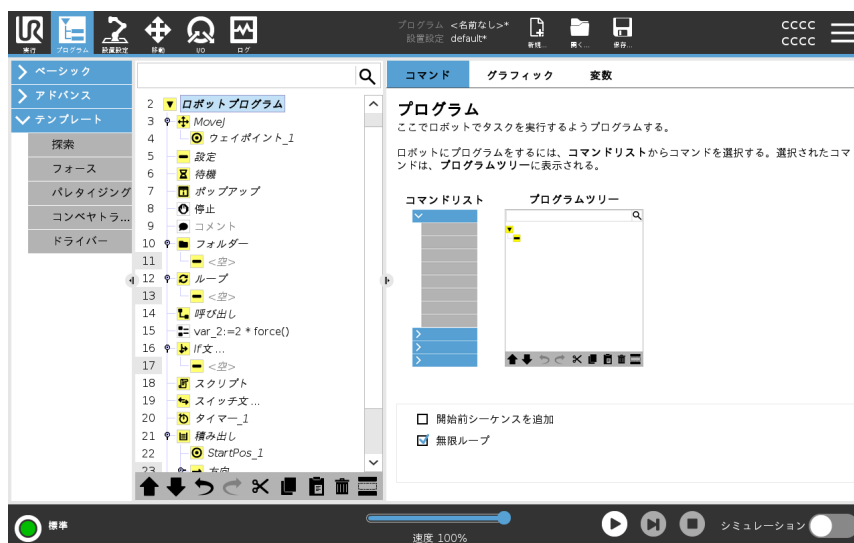 プログラム <名前なし>*
設置設定 default*
cccc
cccc
実行 プログラム 設置設定 移動 I/O ログ 新規... 開く... 保存...
ベーシック
アドバンス
テンプレート
探索
フォース
パレタイジング
コンベヤトラ...
ドライバー
2 ロボットプログラム
3 MoveJ
4 ウェイポイント_1
5 設定
6 待機
7 ポップアップ
8 停止
9 コメント
10 フォルダー
11 <空>
12 ループ
13 <空>
14 呼び出し
15 var_2:=2 * force()
16 If文 ...
17 <空>
18 スクリプト
19 スイッチ文 ...
20 タイマー_1
21 積み出し
22 StartPos_1
23 方向
コマンド グラフィック 変数
プログラム
ここでロボットでタスクを実行するようプログラムする。
ロボットにプログラムをするには、コマンドリストからコマンドを選択する。選択されたコマ
ンドは、プログラムツリーに表示される。
コマンドリスト プログラムツリー
開始前シーケンスを追加
無限ループ
標準
速度 100%
シミュレーション